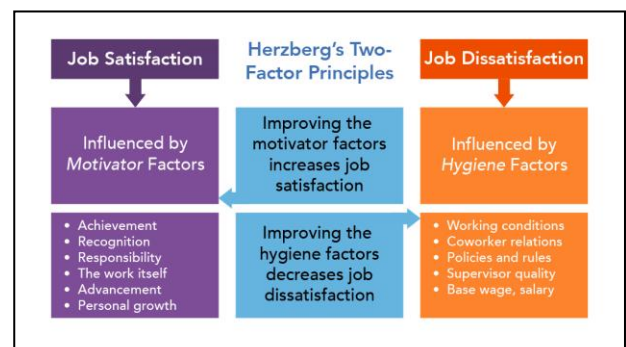 Job Satisfaction
Herzberg's Two-
Factor Principles
Job Dissatisfaction
Influenced by
Motivator Factors
Improving the
motivator factors
increases job
satisfaction
Influenced by
Hygiene Factors
• Achievement
• Recognition
• Responsibility
• The work itself
• Advancement
• Personal growth
Improving the
hygiene factors
decreases job
dissatisfaction
• Working conditions
• Coworker relations
• Policies and rules
• Supervisor quality
• Base wage, salary